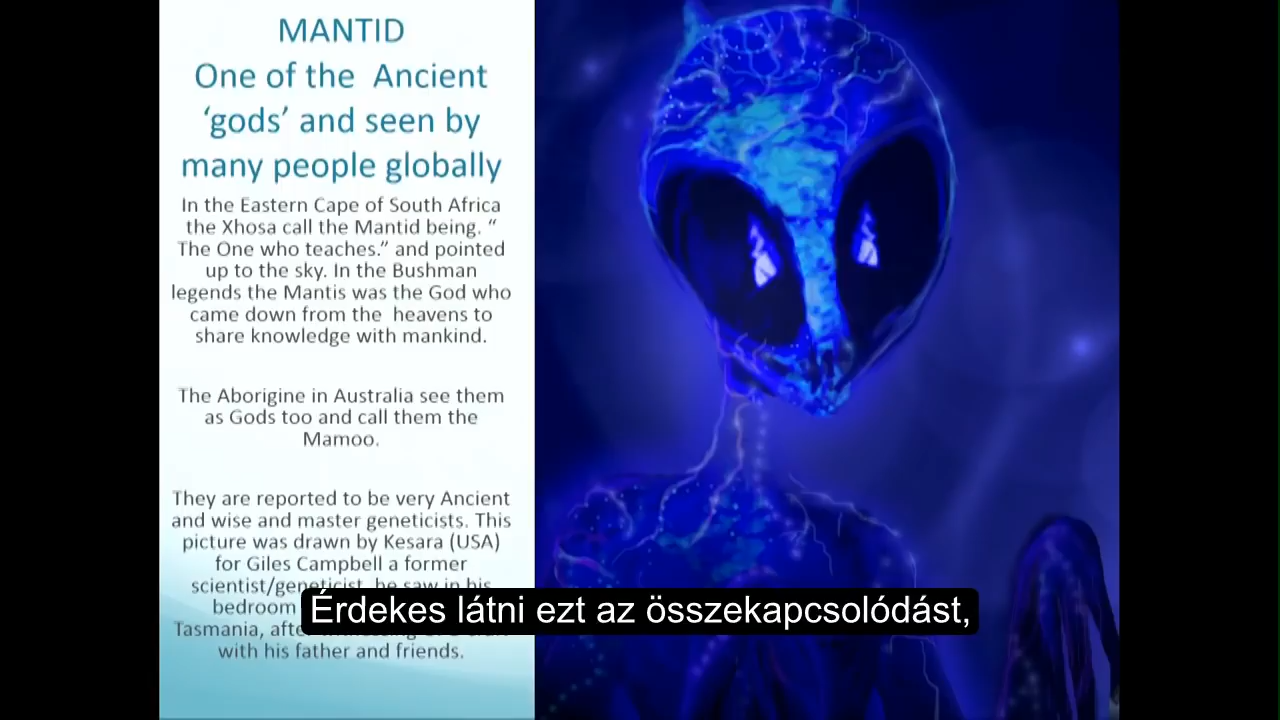 MANTID
One of the Ancient
‘gods’ and seen by
many people globally
In the Eastern Cape of South Africa
the Xhosa call the Mantid being. “
The One who teaches.” and pointed
up to the sky. In the Bushman
legends the Mantis was the God who
came down from the heavens to
share knowledge with mankind.
The Aborigine in Australia see them
as Gods too and call them the
Mamoo.
They are reported to be very Ancient
and wise and master geneticists. This
picture was drawn by Kesara (USA)
for Giles Campbell a former
scientist/geneticist, he saw in his
bedroom
Tasmania,
with his father and friends.
Érdekes látni ezt az összekapcsolódást,